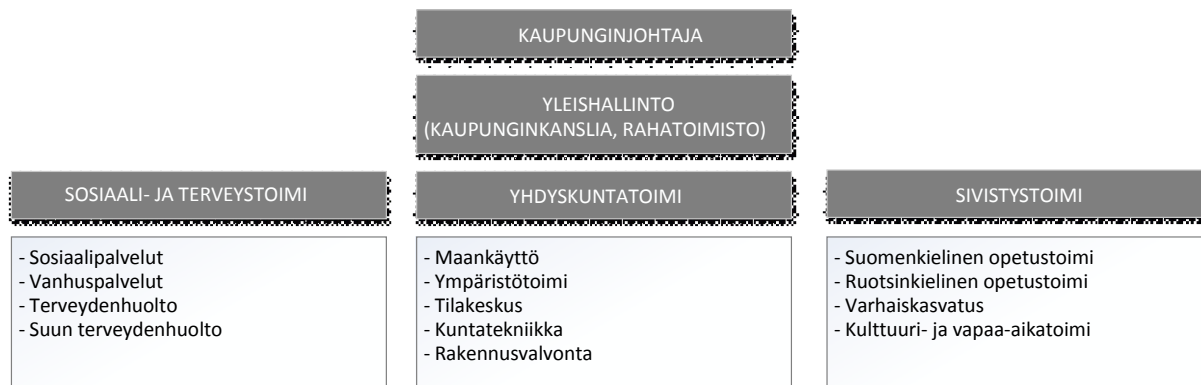 KAUPUNGINJOHTAJA
YLEISHALLINTO
(KAUPUNGINKANSLIA, RAHATOIMISTO)
SOSIAALI- JA TERVEYSTOIMI
- Sosiaalipalvelut
- Vanhuspalvelut
- Terveydenhuolto
- Suun terveydenhuolto
YHDYSKUNTATOIMI
- Maankäyttö
- Ympäristötoimi
- Tilakeskus
- Kuntatekniikka
- Rakennusvalvonta
SIVISTYSTOIMI
- Suomenkielinen opetustoimi
- Ruotsinkielinen opetustoimi
- Varhaiskasvatus
- Kulttuuri- ja vapaa-aikatoimi